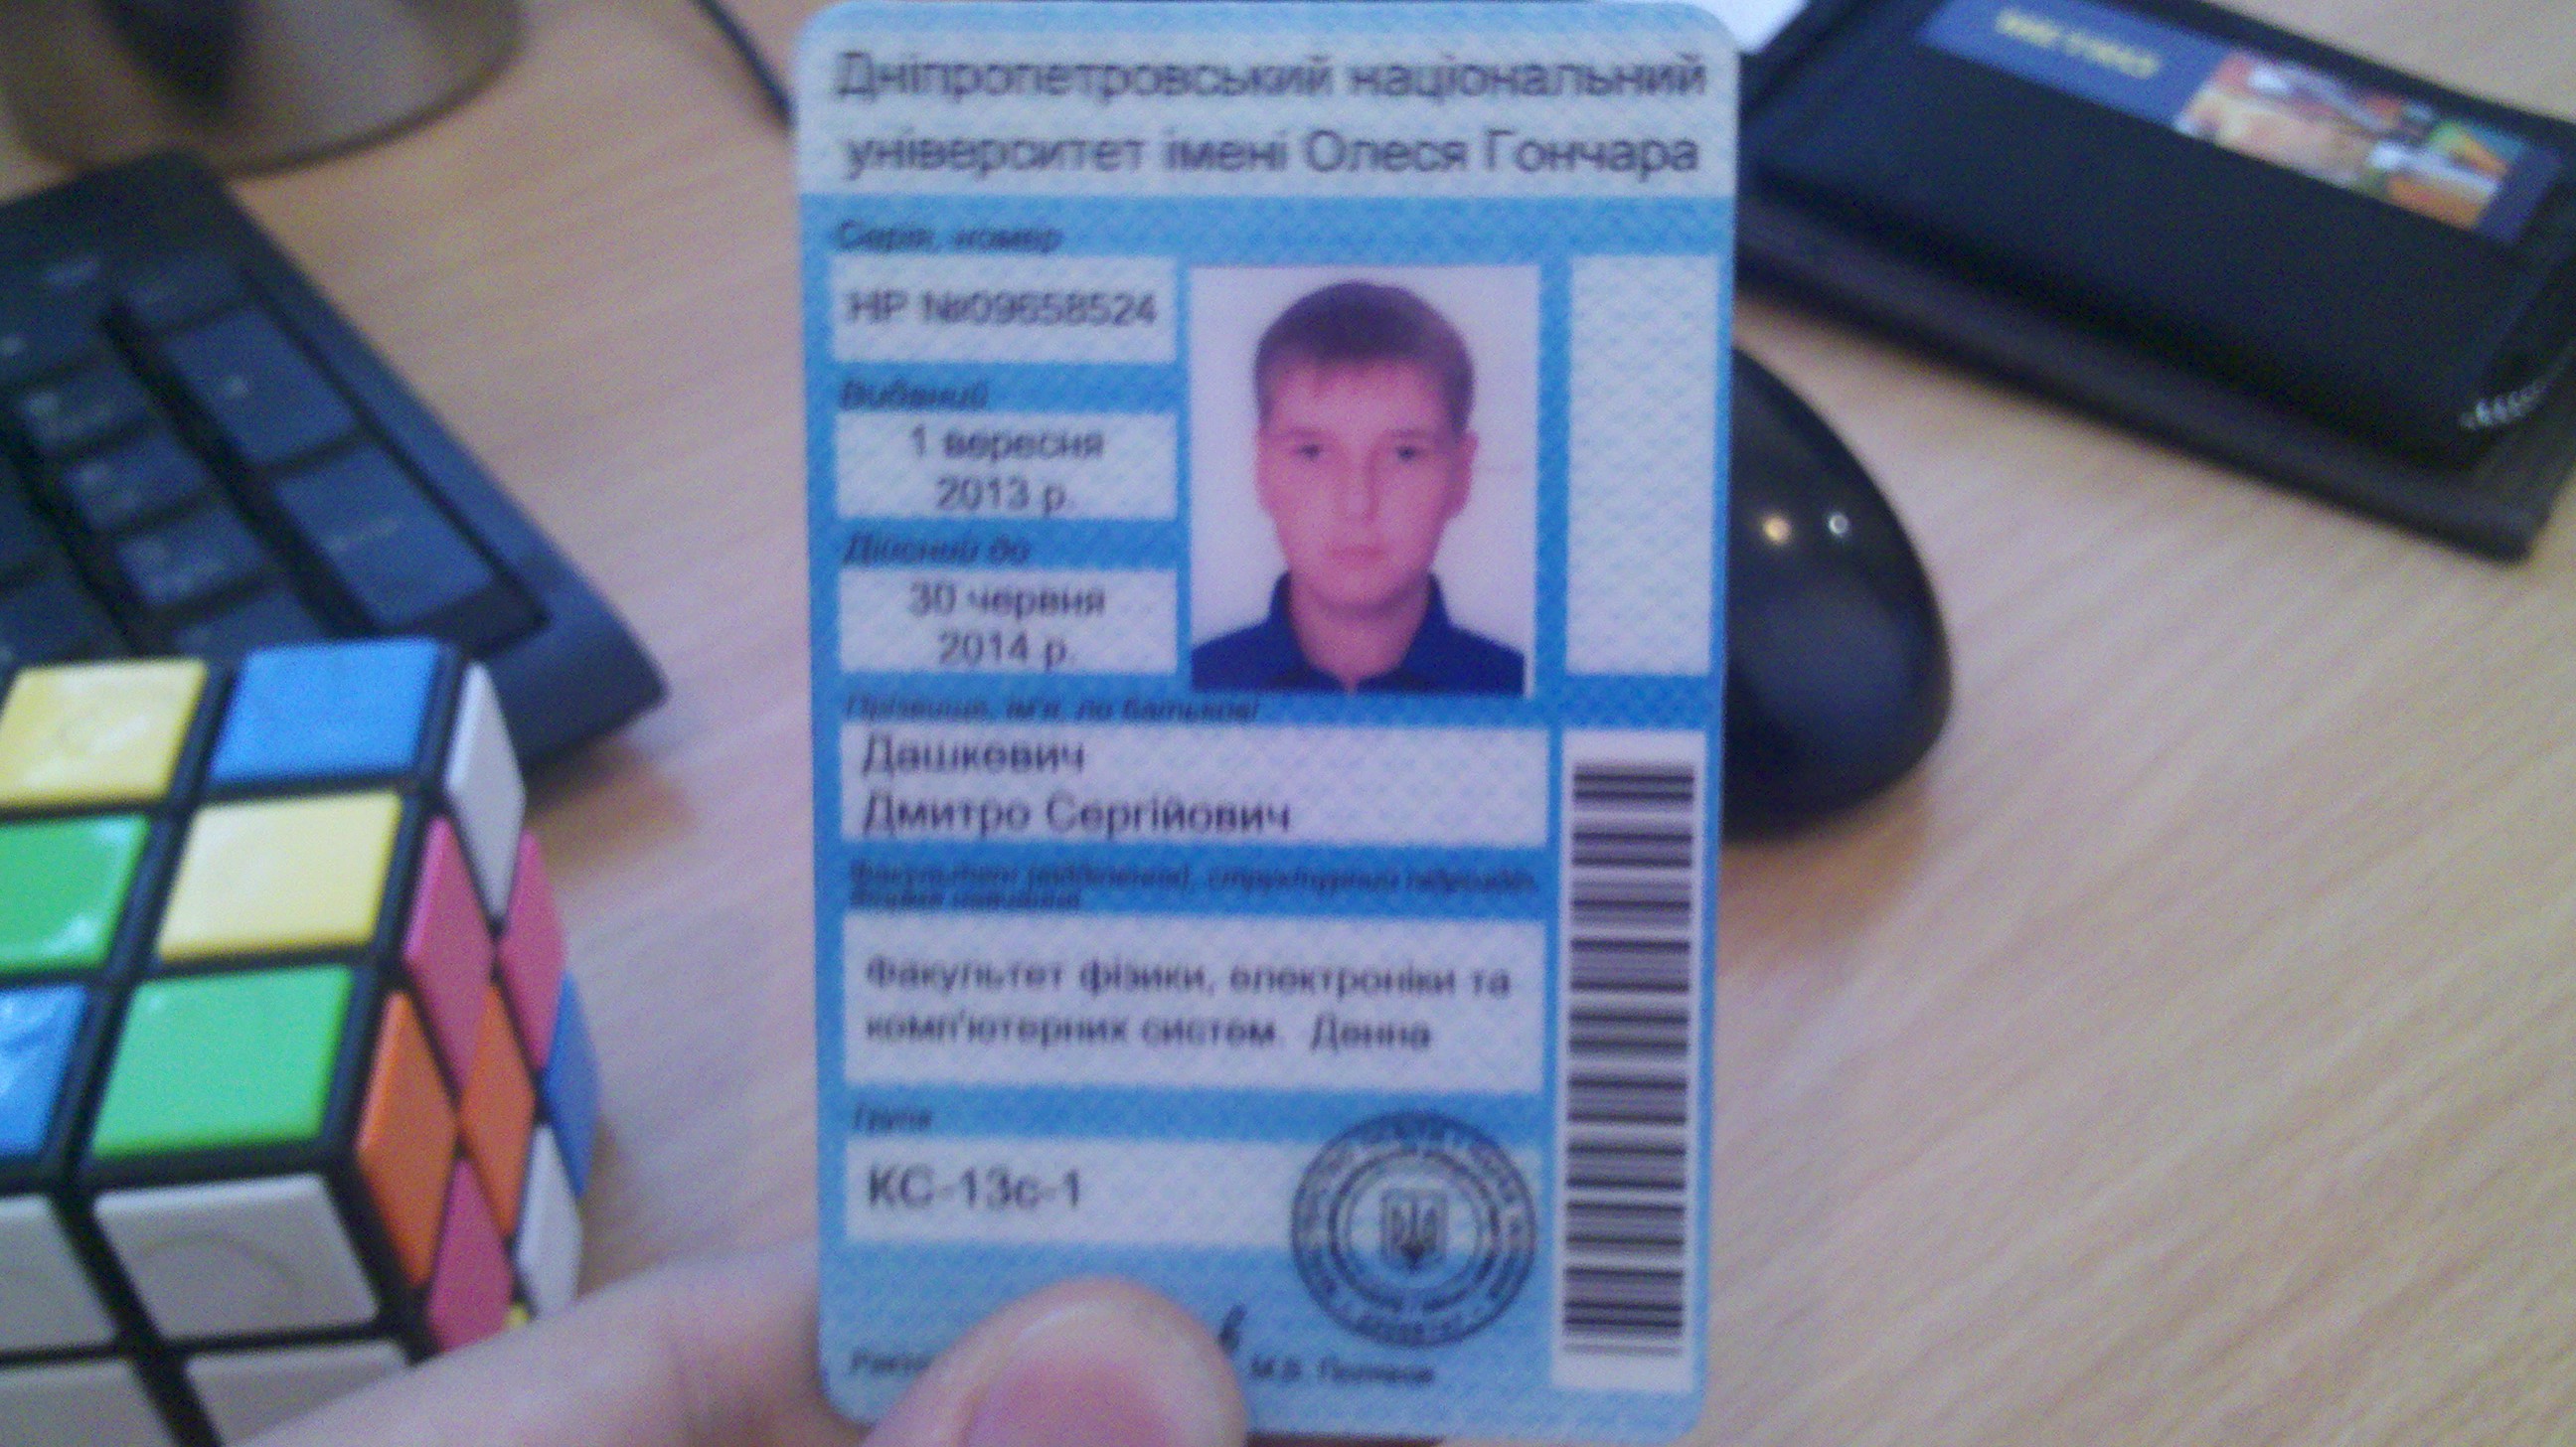 Дніпропетровський національний
університет імені Олеся Гончара
Серія, номер
НР №09658524
Виданий
1 вересня
2013 р.
Дійсний до
30 червня
2014 р.
Прізвище, ім'я, по батькові
Дашкевич
Дмитро Сергійович
Факультет (відділення), структурний підрозділ,
Форма навчання
Факультет фізики, електроніки та
комп'ютерних систем. Денна
Група
КС-13с-1
М.В. Поляков